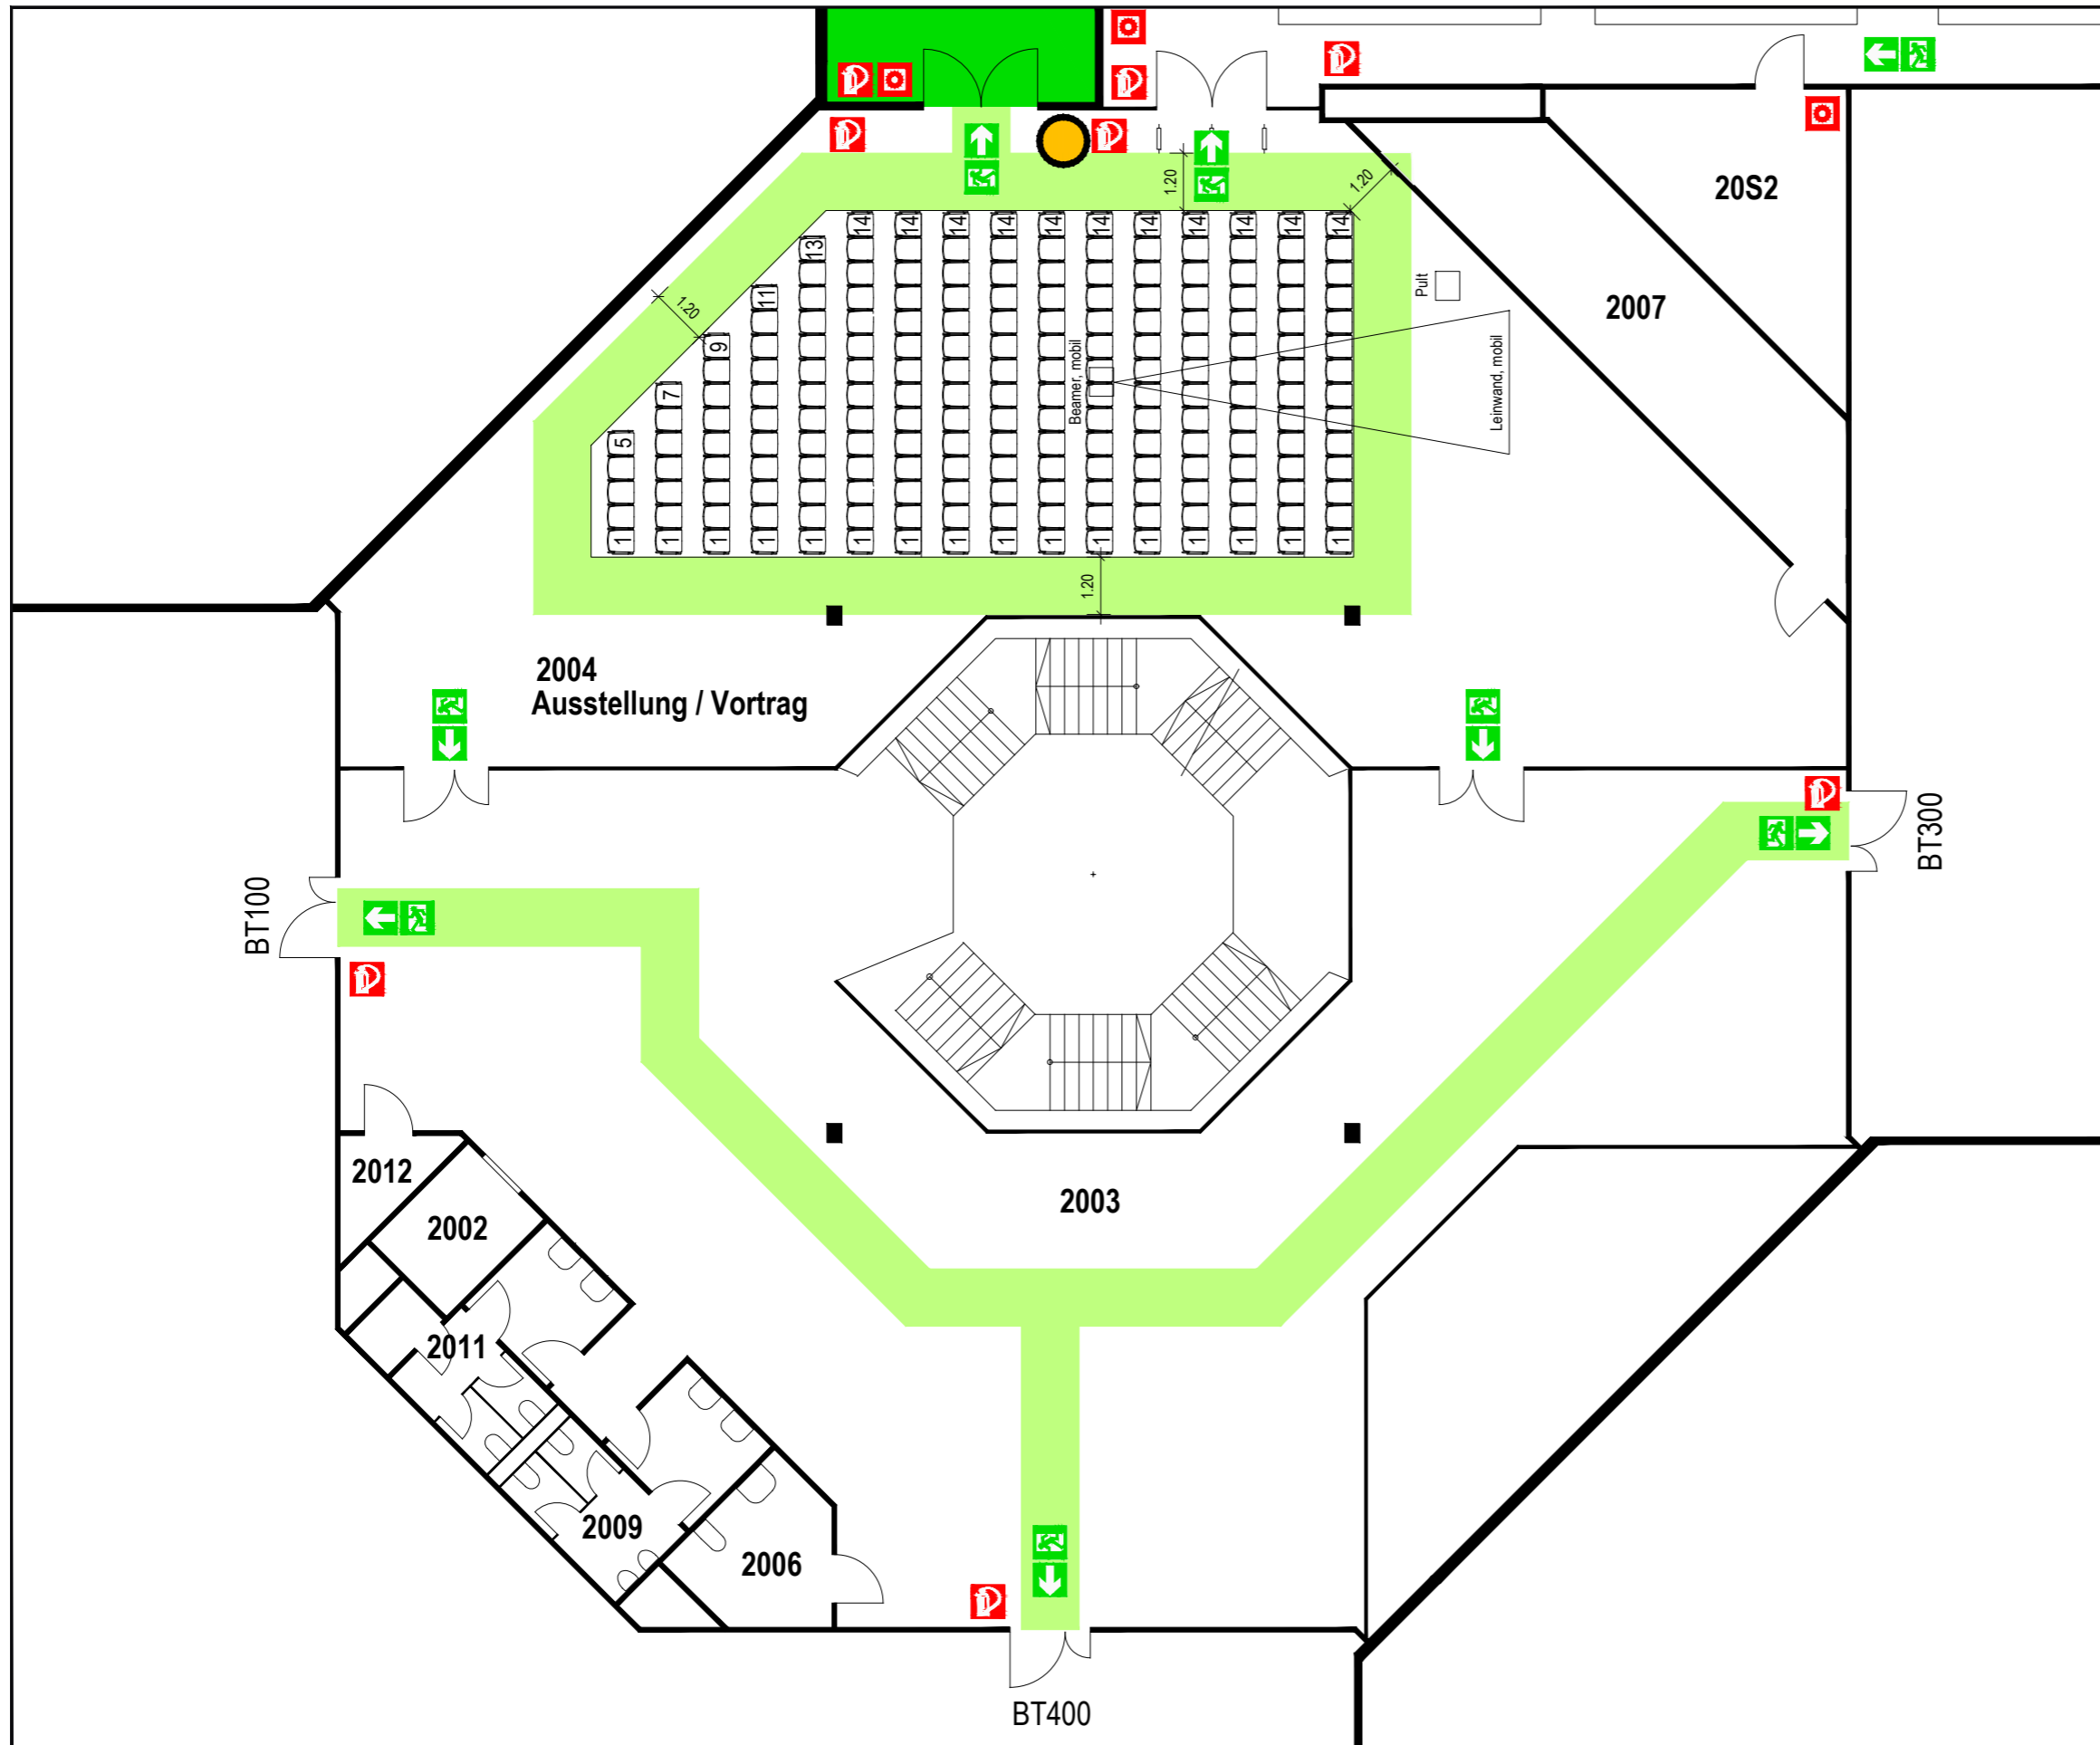 20S2
1.20
1.20
14 14 14 14 14 14 14 14 14 14 14
13
11
9
7
5
1.20
Pult
2007
Beamer, mobil
Leinwand, mobil
1 1 1 1 1 1 1 1 1 1 1 1 1 1 1 1
1.20
2004
Ausstellung / Vortrag
BT300
BT100
2012
2002
2003
2011
2009
2006
BT400